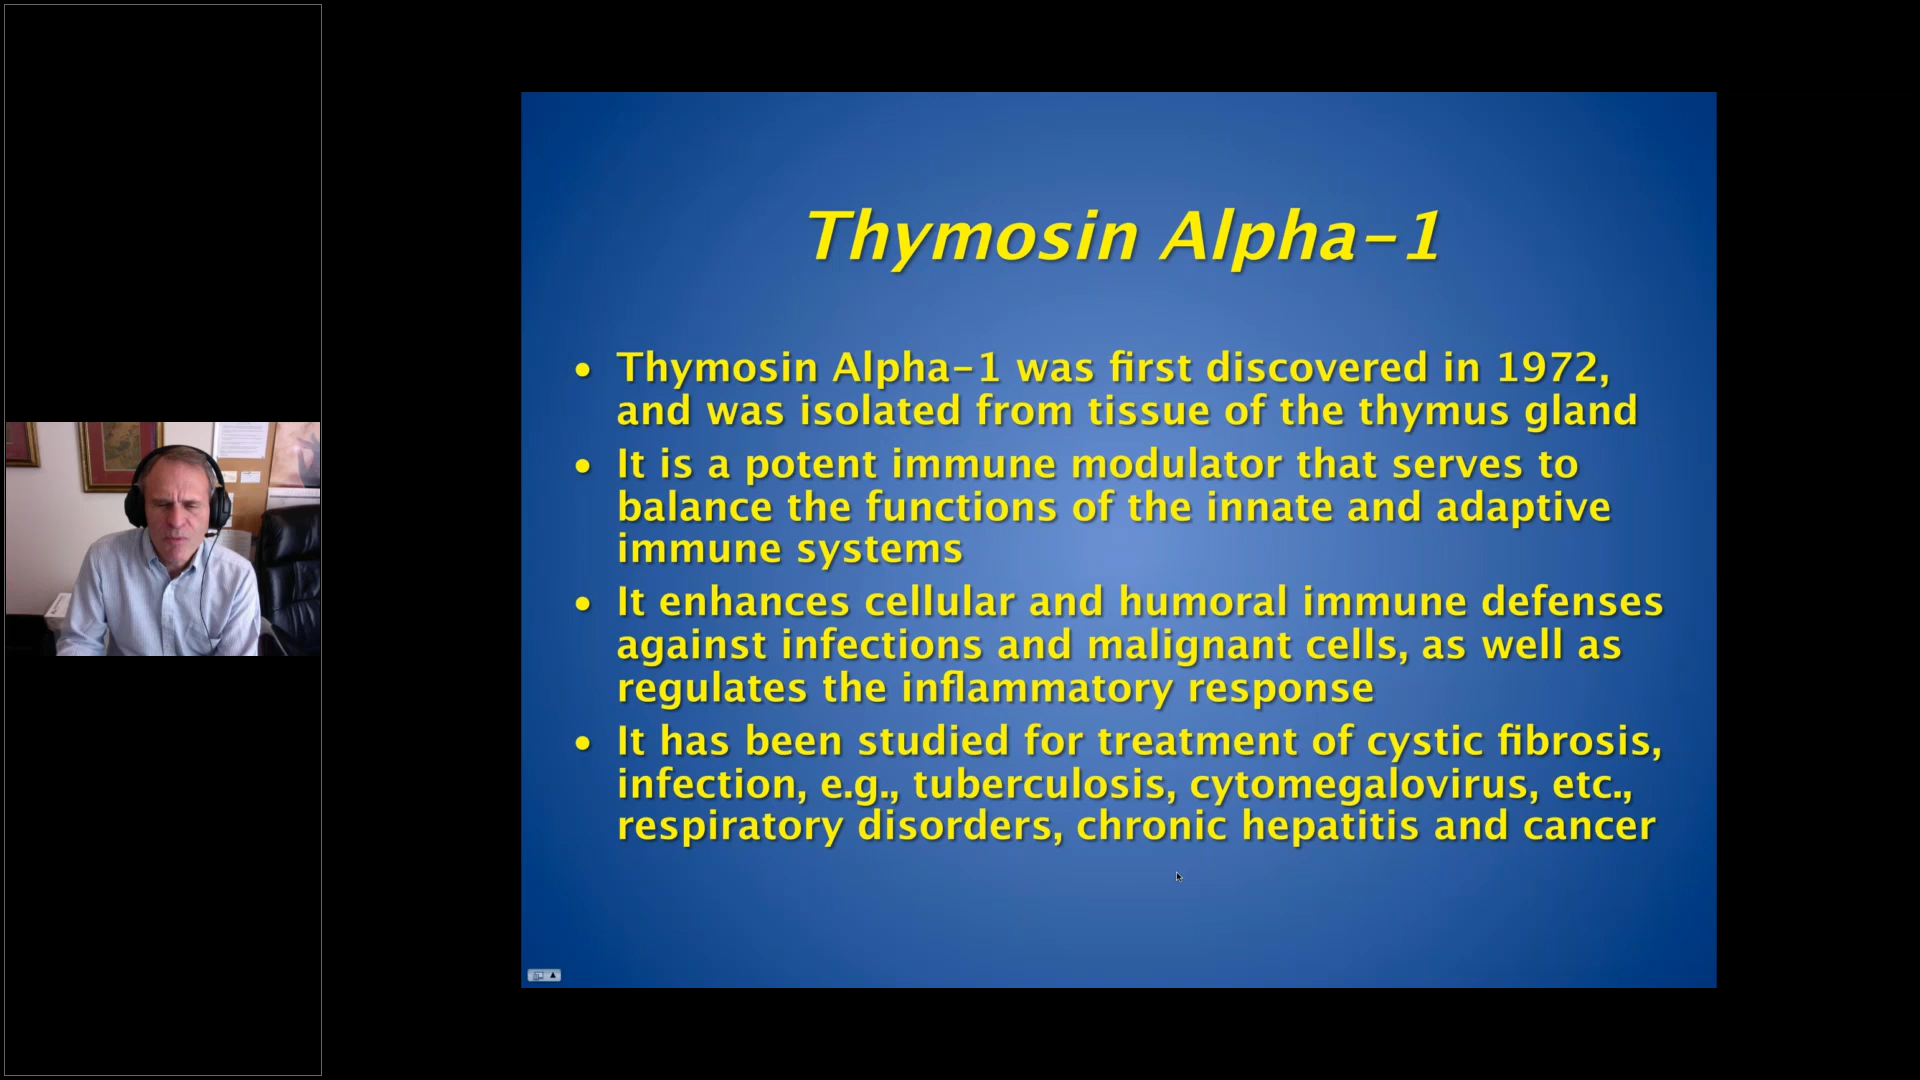 Thymosin Alpha-1
• Thymosin Alpha-1 was first discovered in 1972,
and was isolated from tissue of the thymus gland
• It is a potent immune modulator that serves to
balance the functions of the innate and adaptive
immune systems
• It enhances cellular and humoral immune defenses
against infections and malignant cells, as well as
regulates the inflammatory response
• It has been studied for treatment of cystic fibrosis,
infection, e.g., tuberculosis, cytomegalovirus, etc.,
respiratory disorders, chronic hepatitis and cancer